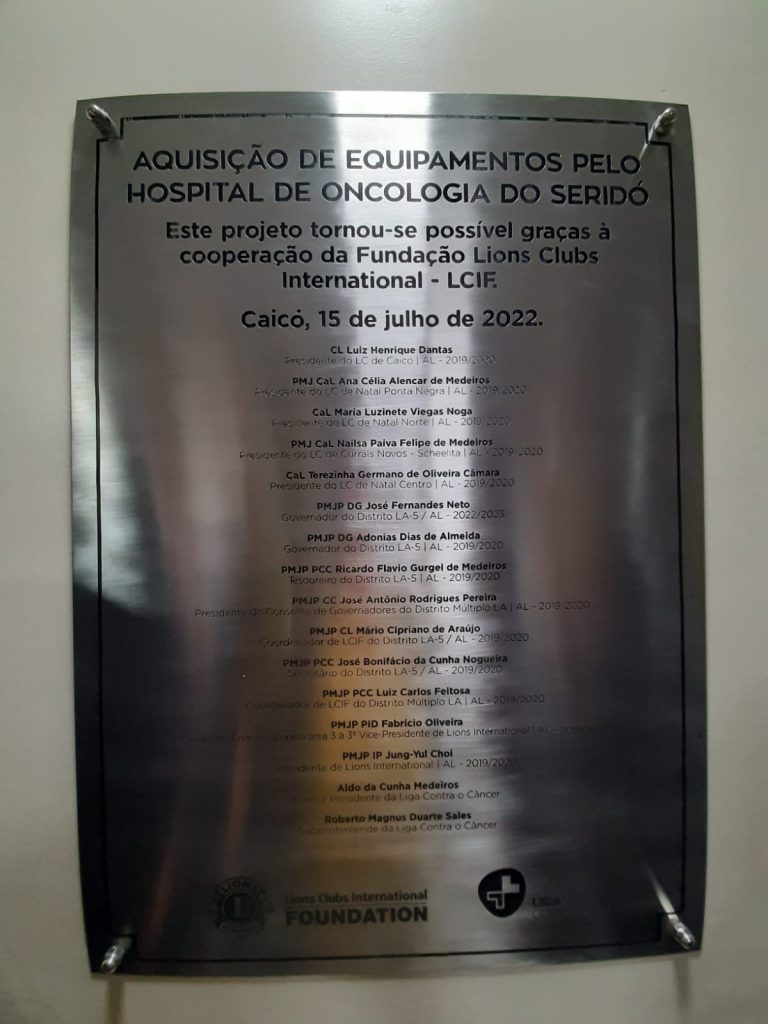 AQUISIÇÃO DE EQUIPAMENTOS PELO
HOSPITAL DE ONCOLOGIA DO SERIDÓ
Este projeto tornou-se possível graças à
cooperação da Fundação Lions Clubs
International - LCIF.
Caicó, 15 de julho de 2022.
CL Luiz Henrique Dantas
Presidente do LC de Caicó | AL - 2019/2020
PMJ CaL Ana Célia Alencar de Medeiros
Presidente do LC de Natal Ponta Negra | AL - 2019/2020
CaL Maria Luzinete Viegas Noga
Presidente do LC de Natal Norte | AL - 2019/2020
PMJ CaL Nailsa Paiva Felipe de Medeiros
Presidente do LC de Currais Novos - Scheelita | AL - 2019/2020
CaL Terezinha Germano de Oliveira Câmara
Presidente do LC de Natal Centro | AL - 2019/2020
PMJP DG José Fernandes Neto
Governador do Distrito LA-5 / AL - 2022/2023
PMJP DG Adonias Dias de Almeida
Governador do Distrito LA-5 | AL - 2019/2020
PMJP PCC Ricardo Flavio Gurgel de Medeiros
Tesoureiro do Distrito LA-5 | AL - 2019/2020
PMJP CC José Antônio Rodrigues Pereira
Presidente do Conselho de Governadores do Distrito Múltiplo LA | AL - 2019/2020
PMJP CL Mário Cipriano de Araújo
Coordenador de LCIF do Distrito LA-5 / AL - 2019/2020
PMJP PCC José Bonifácio da Cunha Nogueira
Secretário do Distrito LA-5 / AL - 2019/2020
PMJP PCC Luiz Carlos Feitosa
Coordenador de LCIF do Distrito Múltiplo LA | AL - 2019/2020
PMJP PID Fabrício Oliveira
pela área 3 à 3º Vice-Presidente de Lions International | AL - 2019/2020
PMJP IP Jung-Yul Choi
Presidente de Lions International | AL - 2019/2020
Aldo da Cunha Medeiros
Presidente da Liga Contra o Câncer
Roberto Magnus Duarte Sales
Superintendente da Liga Contra o Câncer
L
Lions Clubs International
FOUNDATION
LIGA